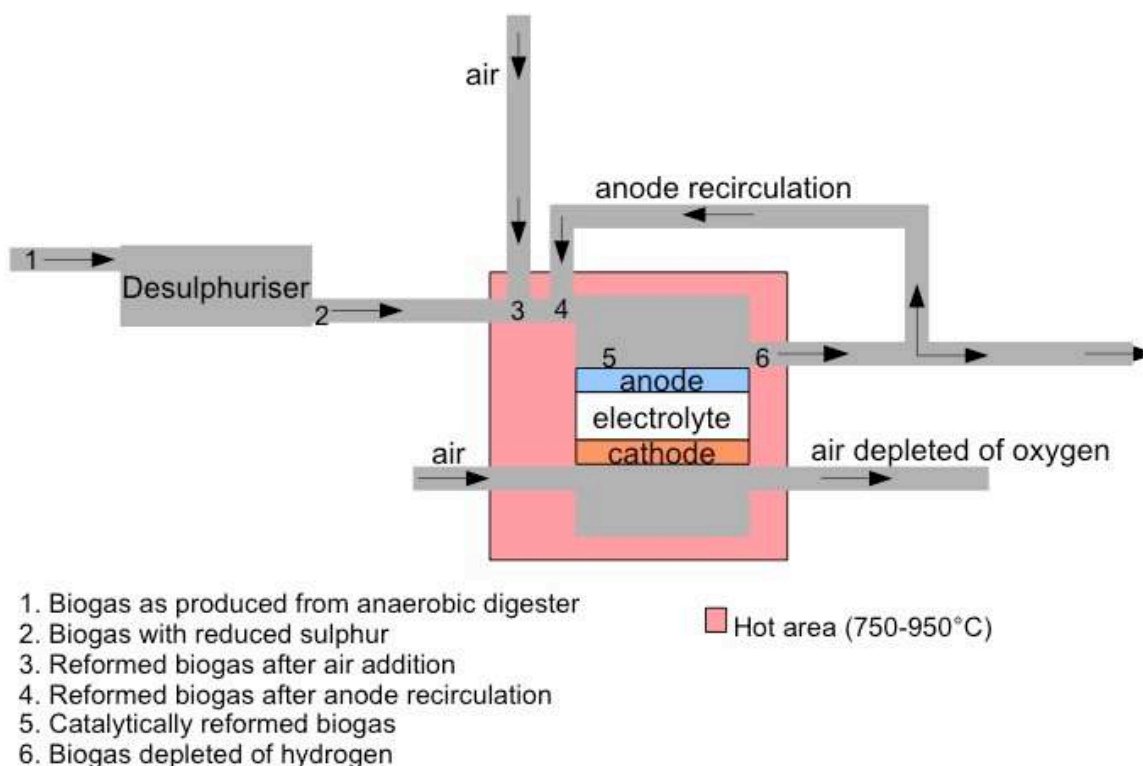 air
anode recirculation
1
Desulphuriser
2
3
4
5
6
anode
electrolyte
cathode
air
air depleted of oxygen
1. Biogas as produced from anaerobic digester
2. Biogas with reduced sulphur
3. Reformed biogas after air addition
4. Reformed biogas after anode recirculation
5. Catalytically reformed biogas
6. Biogas depleted of hydrogen
Hot area (750-950°C)